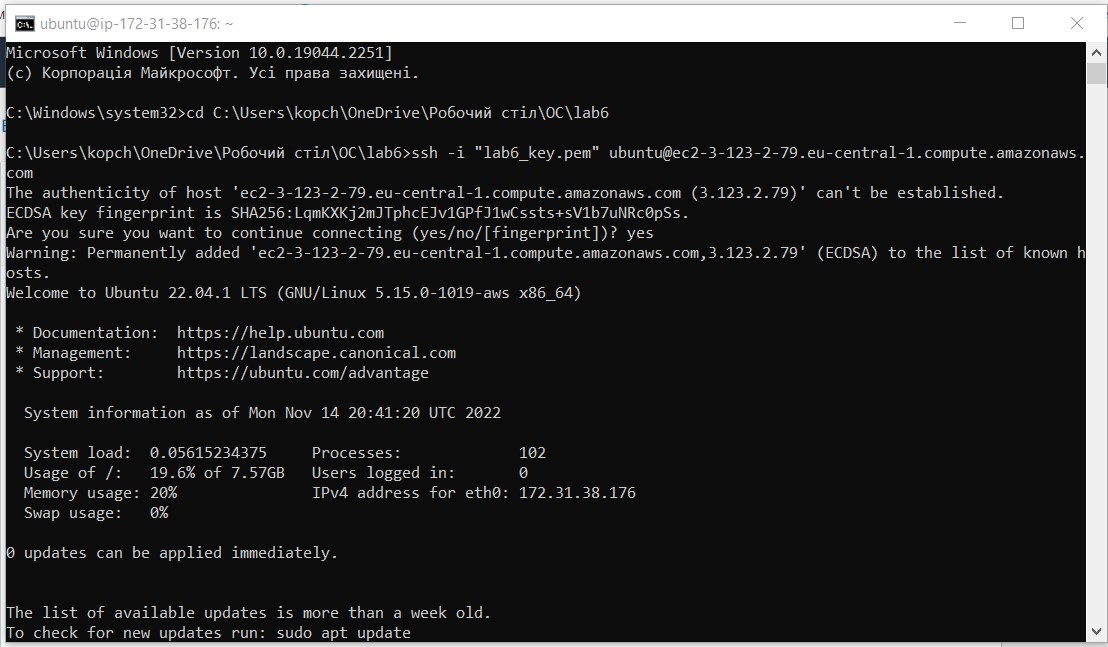 ubuntu@ip-172-31-38-176: ~
Microsoft Windows [Version 10.0.19044.2251]
(c) Корпорація Майкрософт. Усі права захищені.
C:\Windows\system32>cd C:\Users\kopch\OneDrive\Робочий стіл\ОС\lab6
C:\Users\kopch\OneDrive\Робочий стіл\ОС\lab6>ssh -i "lab6_key.pem" ubuntu@ec2-3-123-2-79.eu-central-1.compute.amazonaws.
com
The authenticity of host 'ec2-3-123-2-79.eu-central-1.compute.amazonaws.com (3.123.2.79)' can't be established.
ECDSA key fingerprint is SHA256:LqmKXKj2mJTphcEJv1GPfJ1wCssts+sV1b7uNRc0pSs.
Are you sure you want to continue connecting (yes/no/[fingerprint])? yes
Warning: Permanently added 'ec2-3-123-2-79.eu-central-1.compute.amazonaws.com,3.123.2.79' (ECDSA) to the list of known h
osts.
Welcome to Ubuntu 22.04.1 LTS (GNU/Linux 5.15.0-1019-aws x86_64)
* Documentation:  https://help.ubuntu.com
* Management:     https://landscape.canonical.com
* Support:        https://ubuntu.com/advantage
System information as of Mon Nov 14 20:41:20 UTC 2022
System load:  0.05615234375     Processes:             102
Usage of /:   19.6% of 7.57GB   Users logged in:       0
Memory usage: 20%               IPv4 address for eth0: 172.31.38.176
Swap usage:   0%
0 updates can be applied immediately.
The list of available updates is more than a week old.
To check for new updates run: sudo apt update